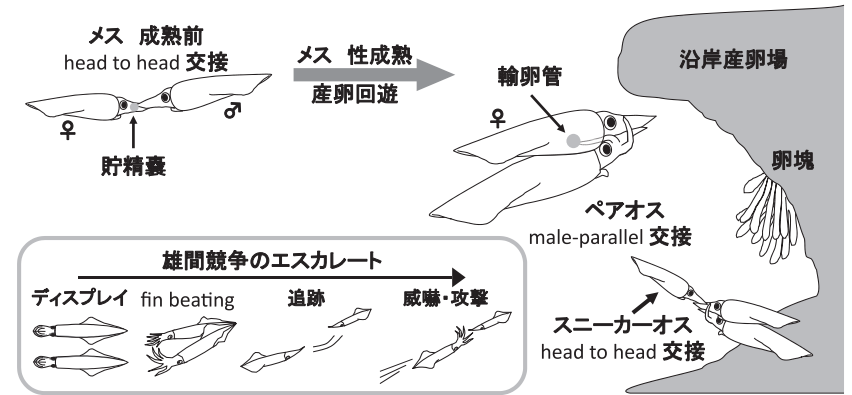 メス 成熟前
head to head 交接
♀
♂
貯精嚢
メス 性成熟
産卵回遊
輸卵管
♀
沿岸産卵場
卵塊
ペアオス
male-parallel 交接
スニーカーオス
head to head 交接
雄間競争のエスカレート
ディスプレイ fin beating 追跡 威嚇・攻撃